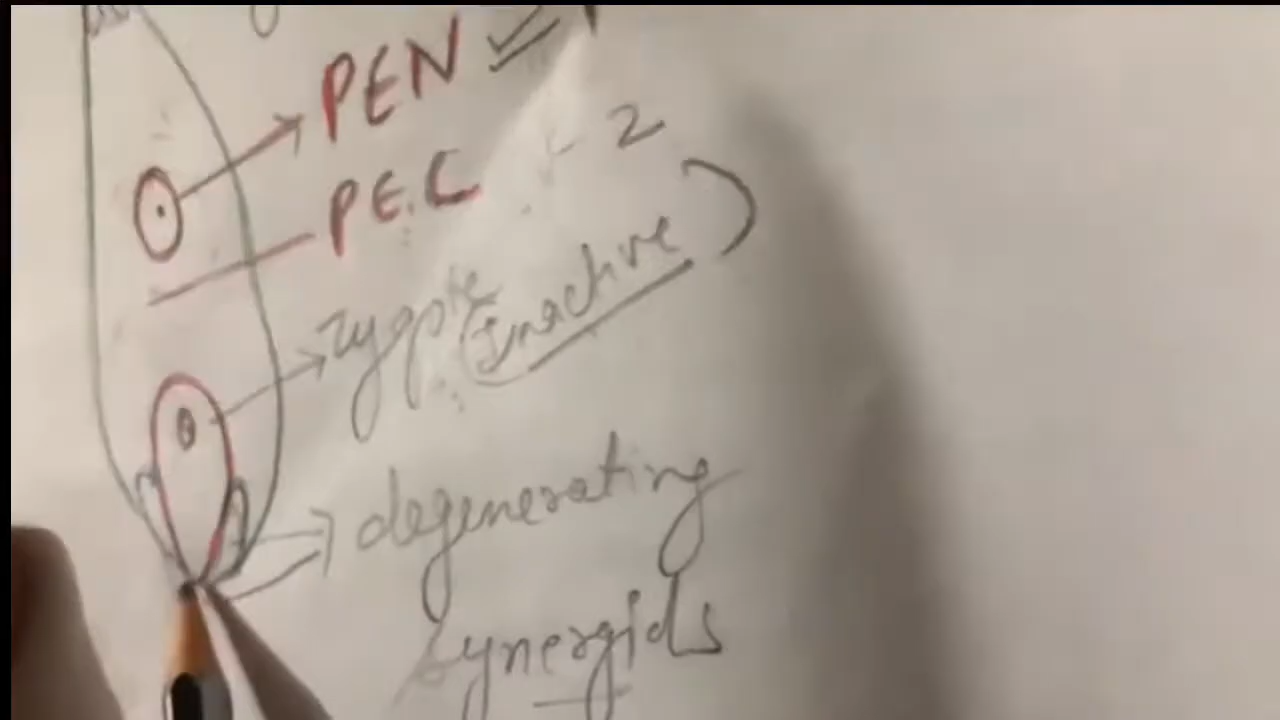 PEN
PEC
2
zygote
(Inactive)
degenerating
synergids